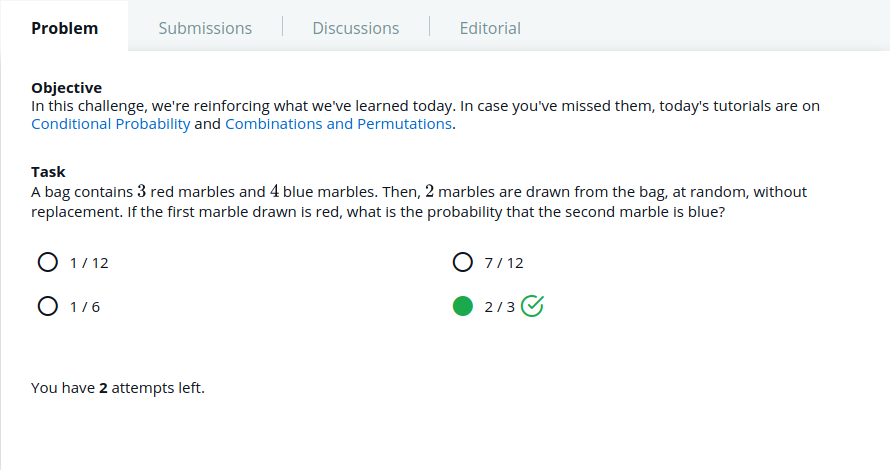 Problem
Submissions
Discussions
Editorial
Objective
In this challenge, we're reinforcing what we've learned today. In case you've missed them, today's tutorials are on
Conditional Probability and Combinations and Permutations.
Task
A bag contains 3 red marbles and 4 blue marbles. Then, 2 marbles are drawn from the bag, at random, without
replacement. If the first marble drawn is red, what is the probability that the second marble is blue?
1 / 12
7 / 12
1 / 6
2 / 3
You have 2 attempts left.